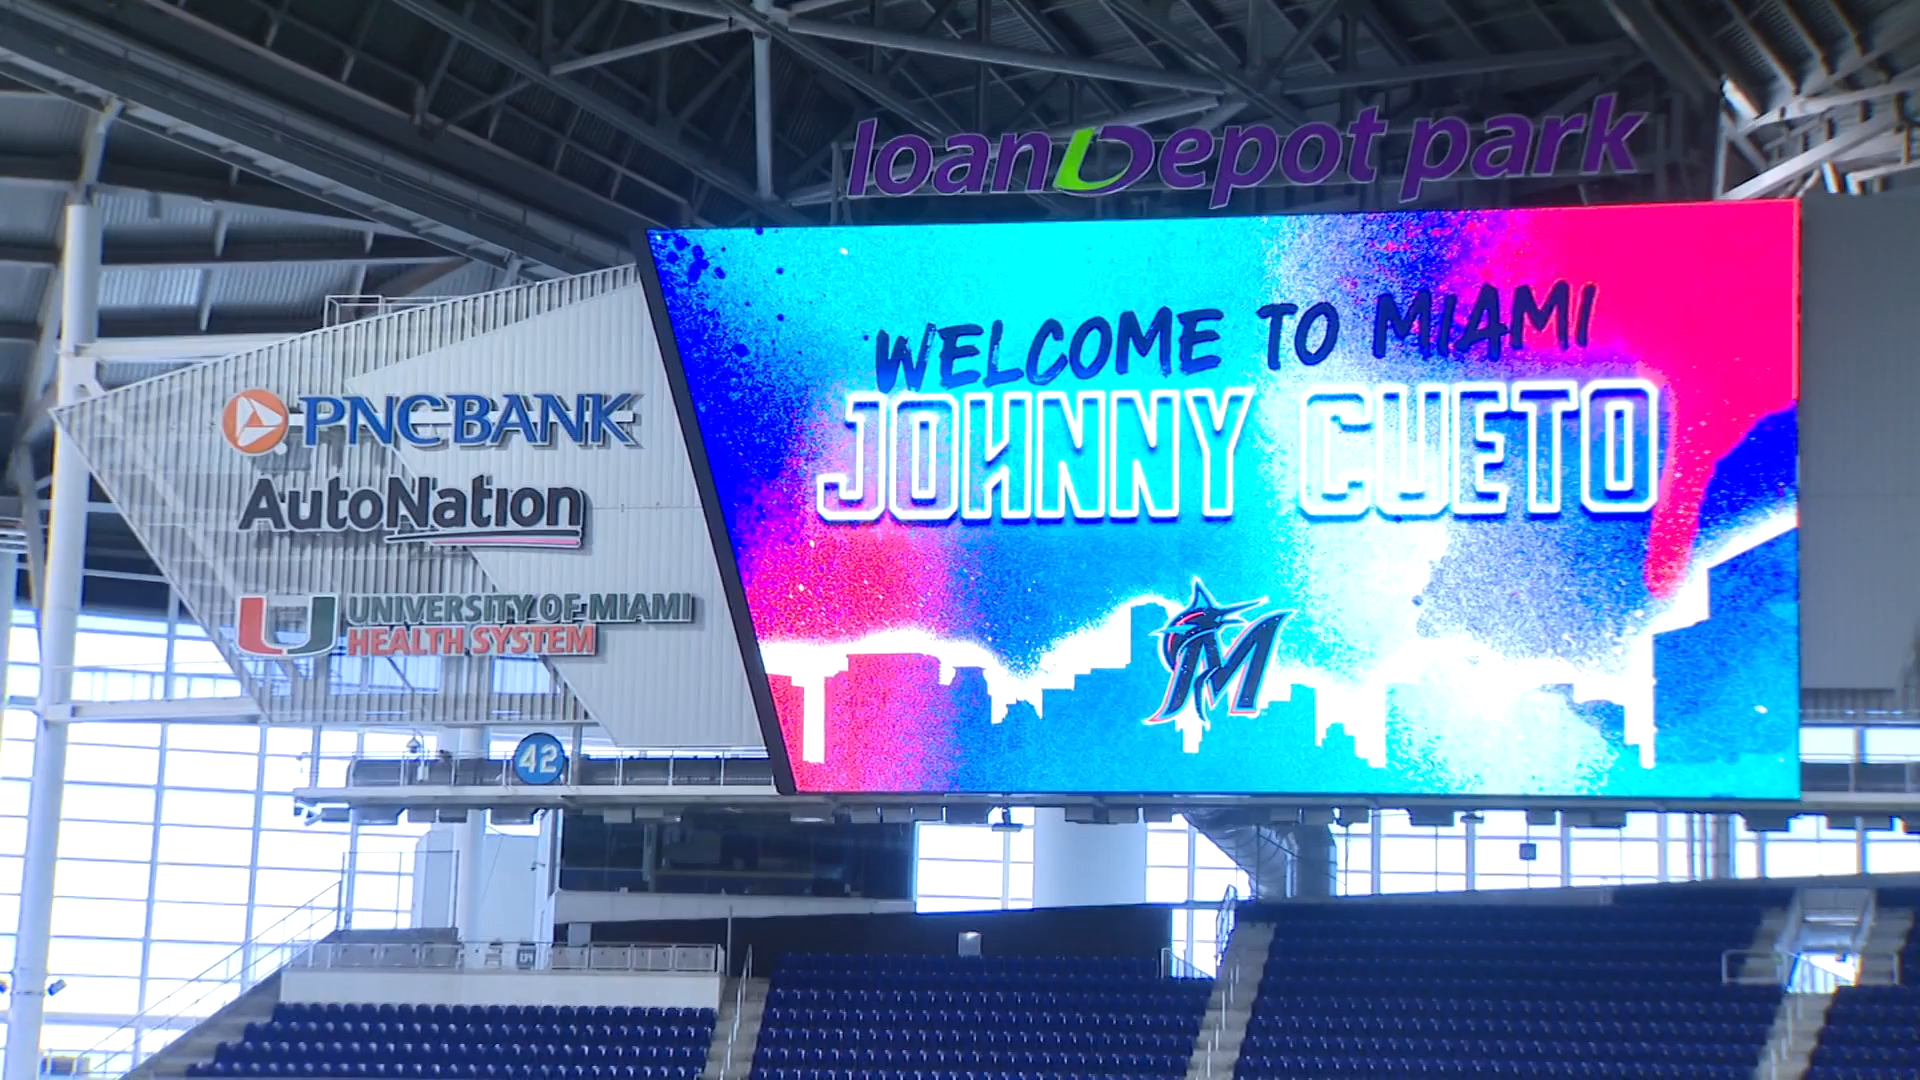 loanDepot park
WELCOME TO MIAMI
JOHNNY CUETO
M
PNCBANK
AutoNation
U UNIVERSITY OF MIAMI
HEALTH SYSTEM
42